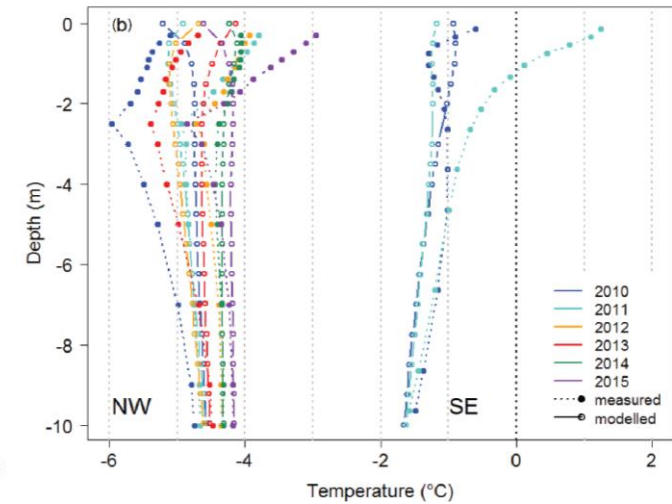 (b)
0
-2
-4
-6
-8
-10
Depth (m)
NW
SE
2010
2011
2012
2013
2014
2015
measured
modelled
-6
-4
-2
0
2
Temperature (°C)